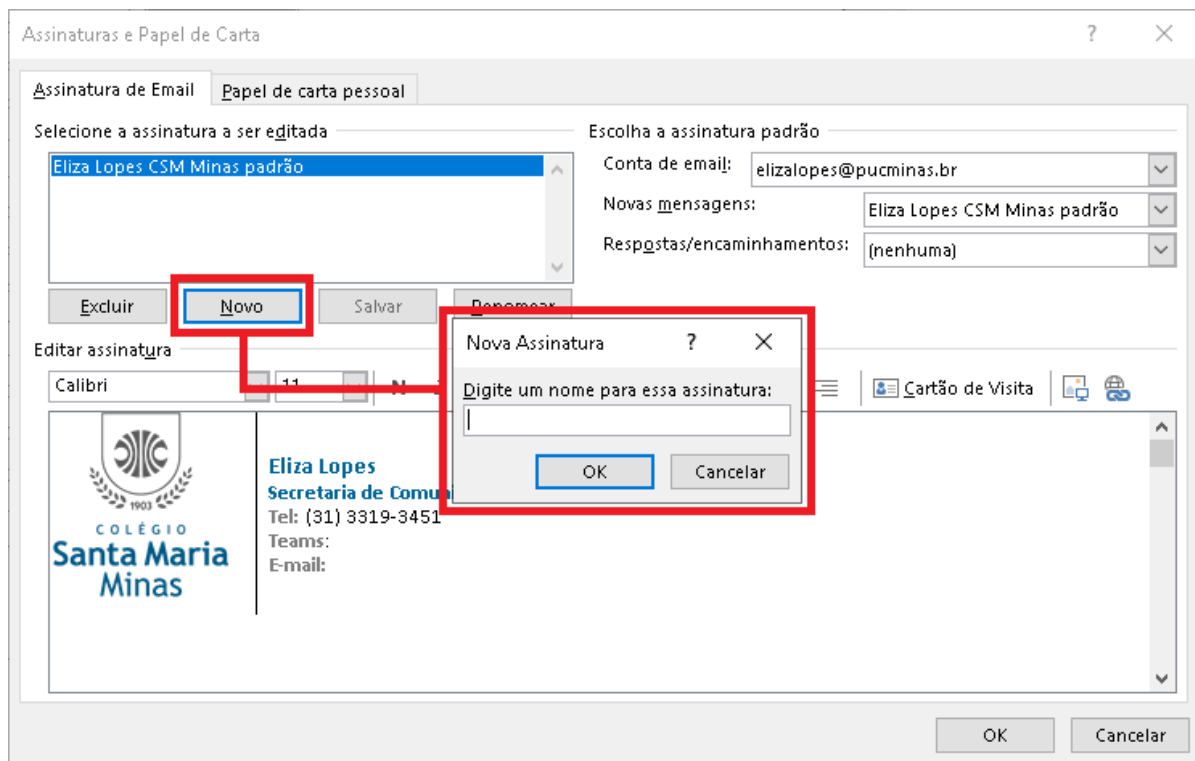 Assinaturas e Papel de Carta
Assinatura de Email
Papel de carta pessoal
Selecione a assinatura a ser editada
Eliza Lopes CSM Minas padrão
Excluir
Novo
Salvar
Renomear
Escolha a assinatura padrão
Conta de email: elizalopes@pucminas.br
Novas mensagens: Eliza Lopes CSM Minas padrão
Respostas/encaminhamentos: (nenhuma)
Editar assinatura
Calibri
11
N
Cartão de Visita
Nova Assinatura
Digite um nome para essa assinatura:
OK
Cancelar
1903
COLÉGIO
Santa Maria
Minas
Eliza Lopes
Secretaria de Comu
Tel: (31) 3319-3451
Teams:
E-mail:
OK
Cancelar